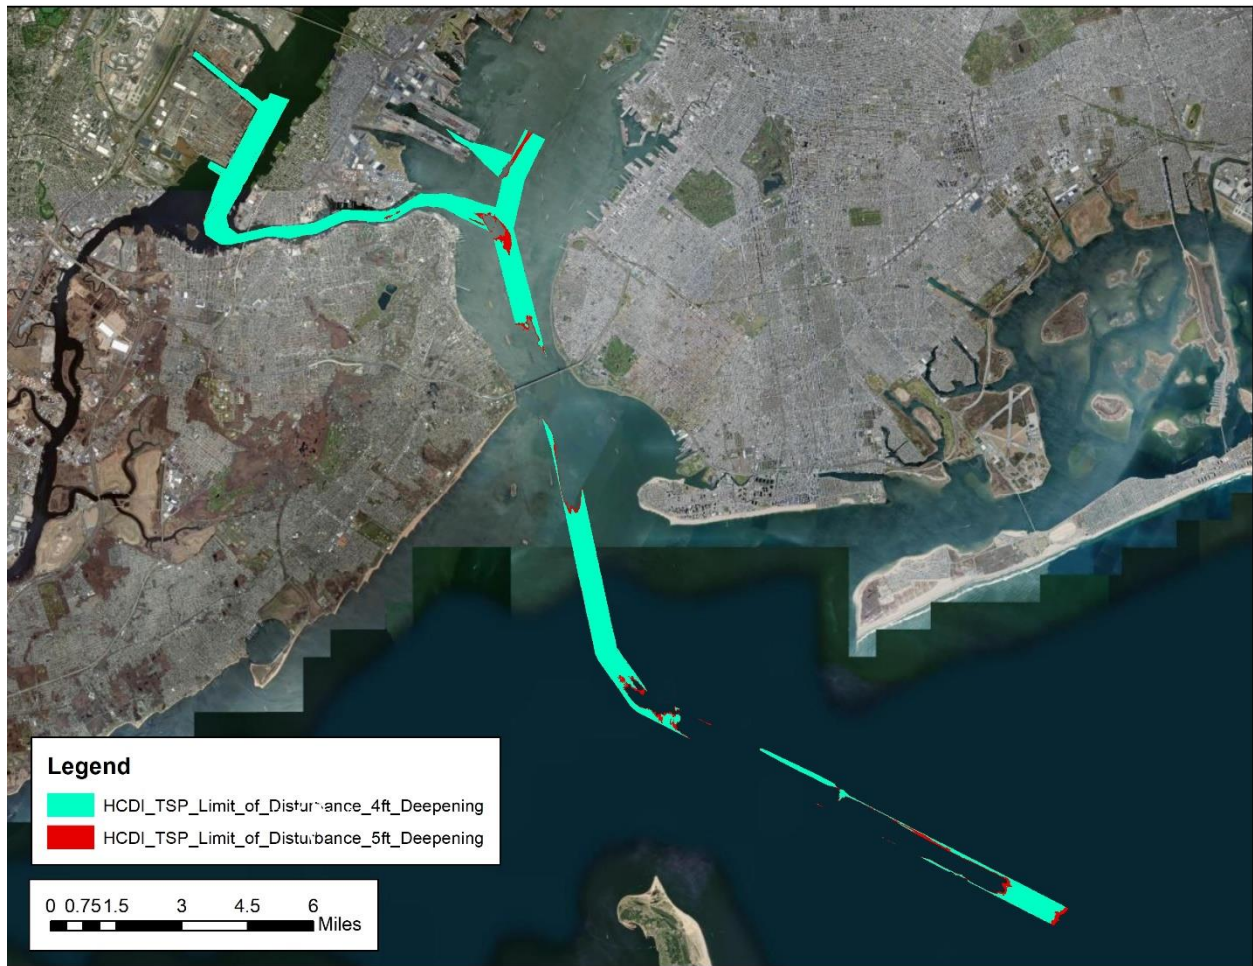 Legend
HCDI_TSP_Limit_of_Disturbance_4ft_Deepening
HCDI_TSP_Limit_of_Disturbance_5ft_Deepening
0 0.75 1.5 3 4.5 6
Miles